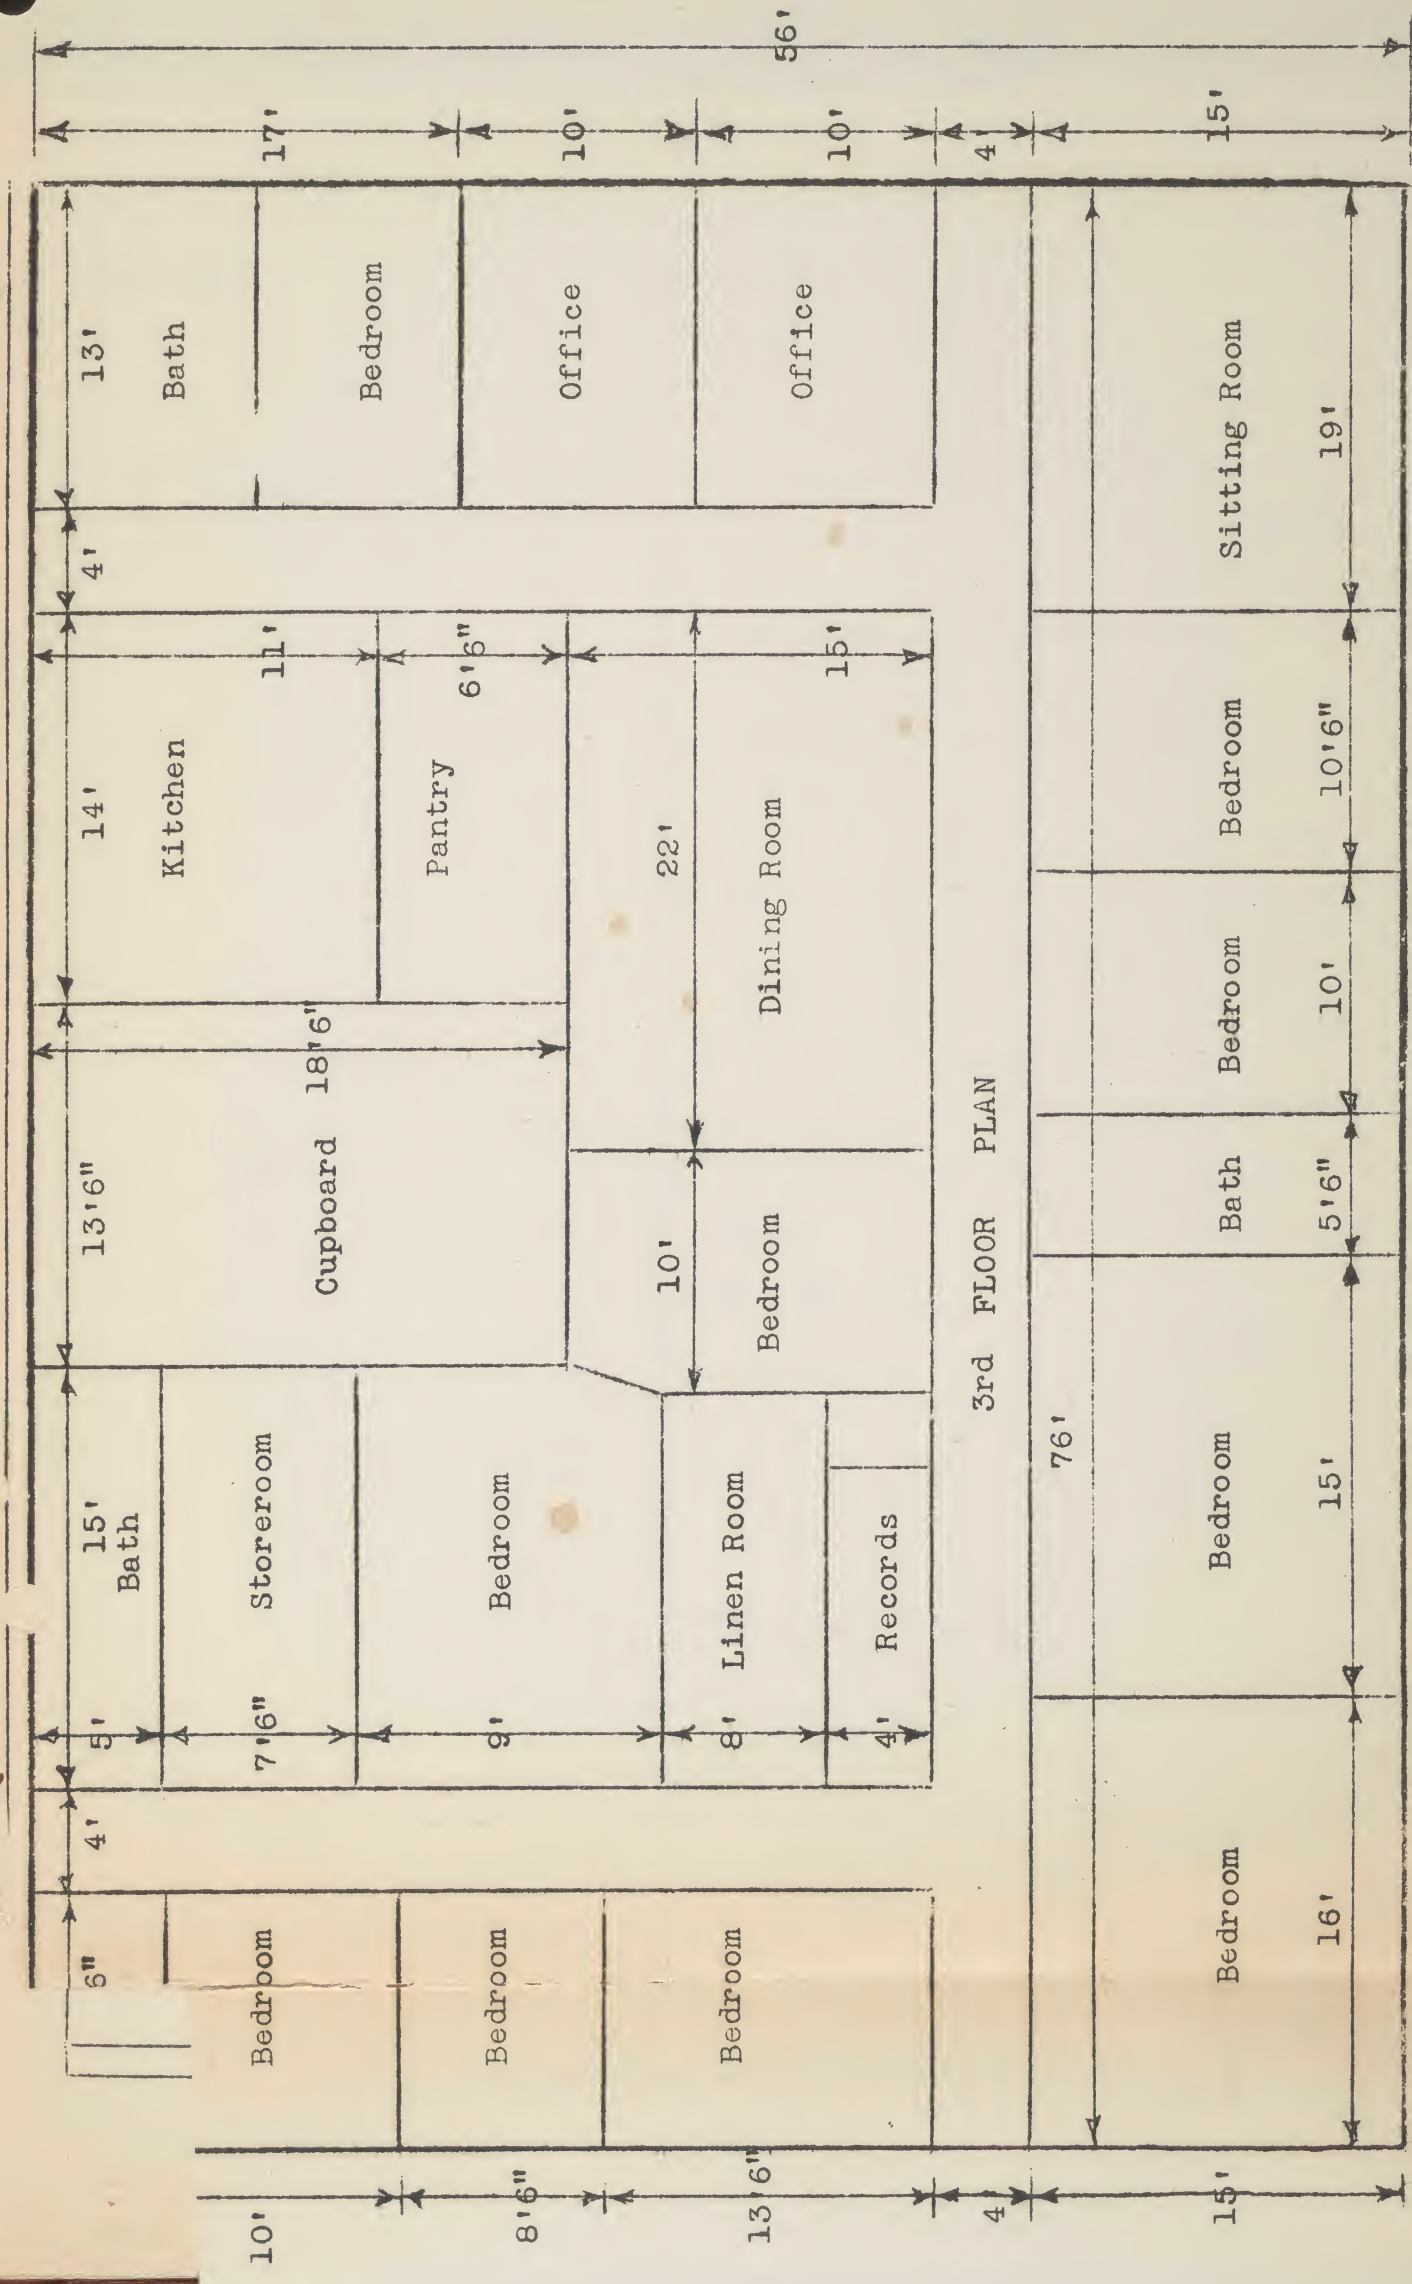 56'
17'
10'
10'
4'
15'
13'
Bath
Bedroom
Office
Office
4'
14'
Kitchen
11'
Pantry
6'6"
22'
Dining Room
15'
13'6"
Cupboard
18'6"
10'
Bedroom
15'
Bath
5'
Storeroom
7'6"
Bedroom
9'
Linen Room
8'
Records
4'
4'
6"
Bedroom
Bedroom
Bedroom
10'
8'6"
13'6"
4'
15'
3rd FLOOR PLAN
76'
Bedroom
16'
Bedroom
15'
Bath
5'6"
Bedroom
10'
Bedroom
10'6"
Sitting Room
19'